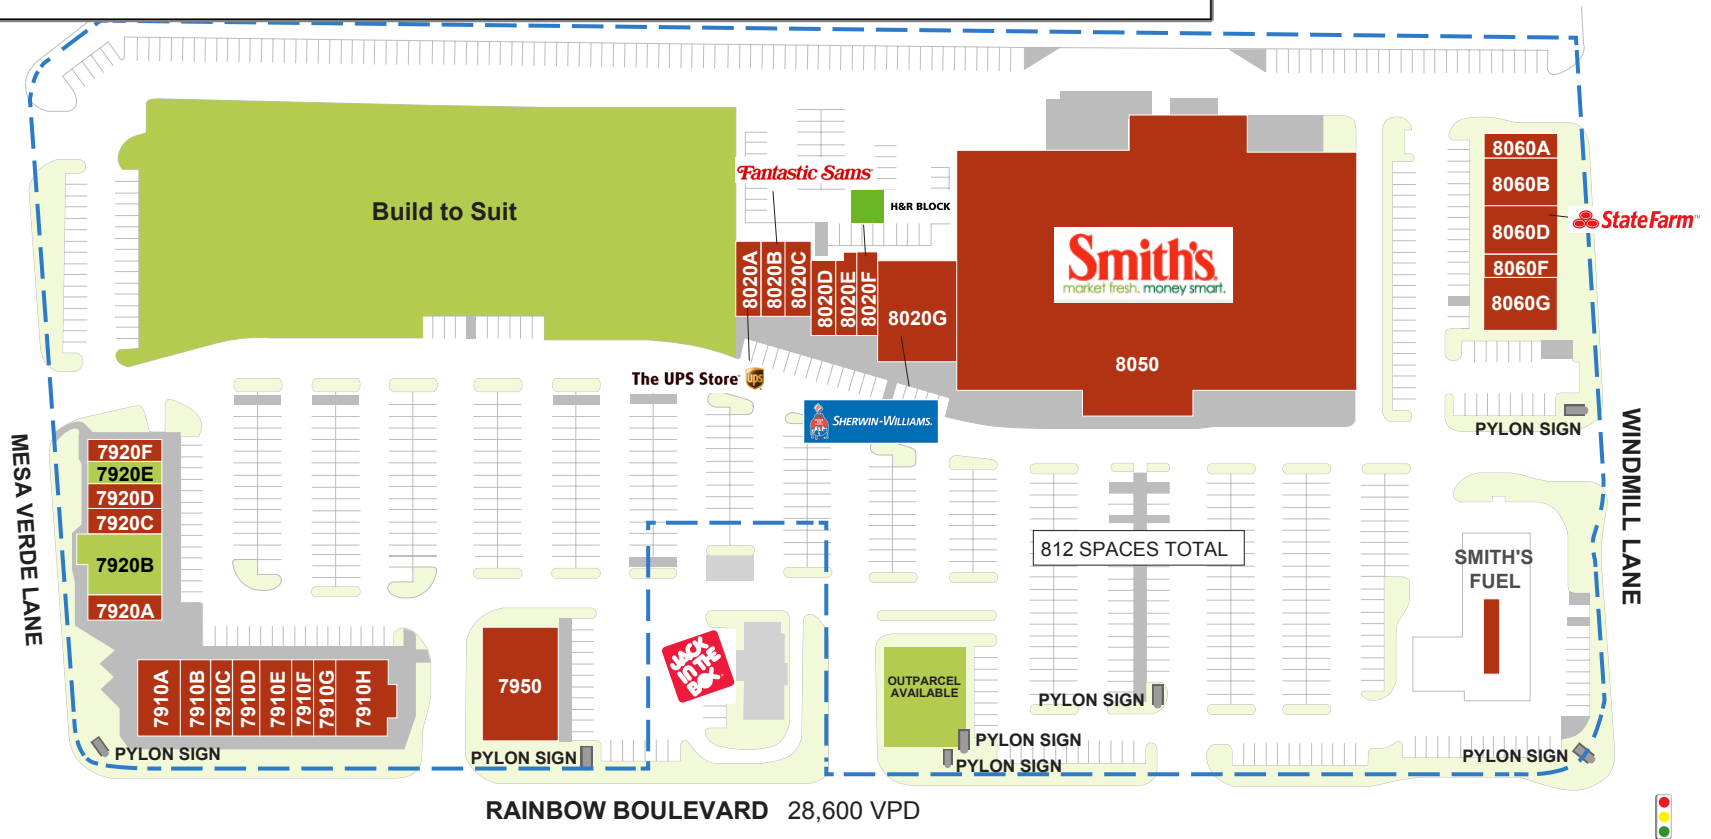 Build to Suit
Fantastic Sams
H&R BLOCK
8020A
8020B
8020C
8020D
8020E
8020F
8020G
The UPS Store
ups
SHERWIN-WILLIAMS.
Smith's
market fresh. money smart.
8050
8060A
8060B
8060D
8060F
8060G
StateFarm™
PYLON SIGN
WINDMILL LANE
MESA VERDE LANE
7920F
7920E
7920D
7920C
7920B
7920A
7910A
7910B
7910C
7910D
7910E
7910F
7910G
7910H
PYLON SIGN
7950
PYLON SIGN
JACK
IN THE
BOX
OUTPARCEL
AVAILABLE
PYLON SIGN
PYLON SIGN
PYLON SIGN
812 SPACES TOTAL
SMITH'S
FUEL
PYLON SIGN
RAINBOW BOULEVARD 28,600 VPD